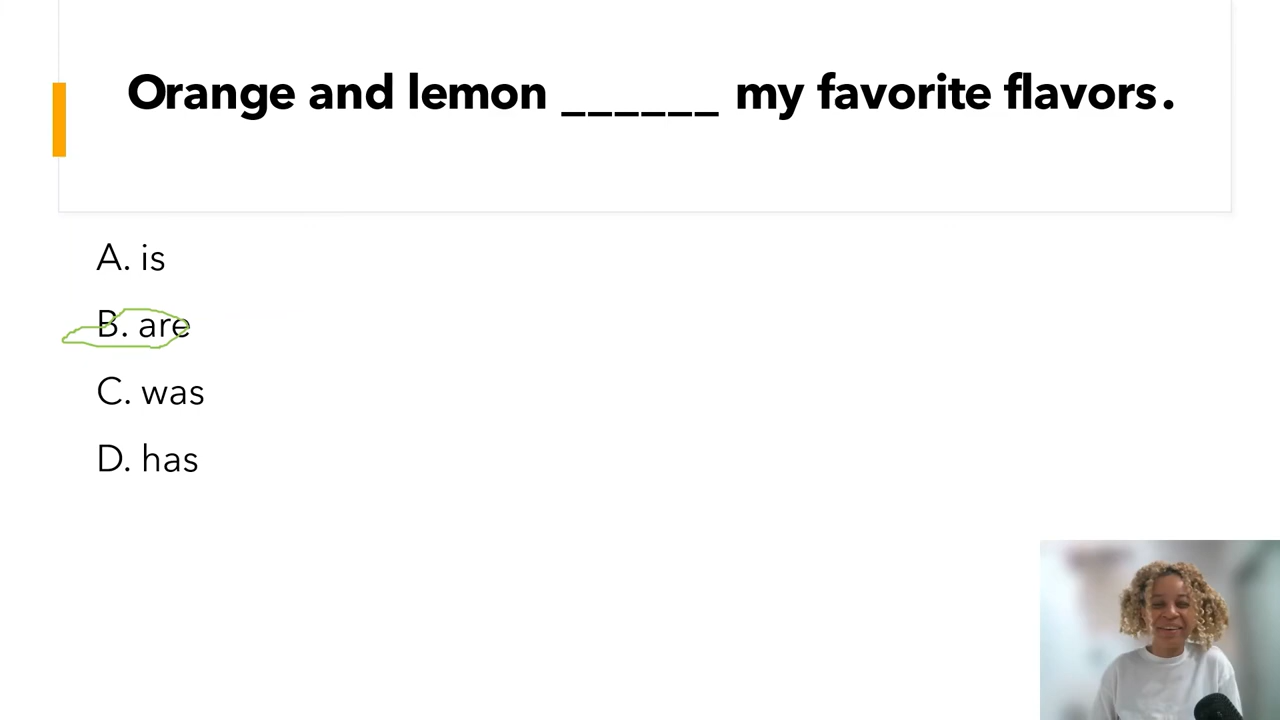 Orange and lemon ______ my favorite flavors.
A. is
B. are
C. was
D. has